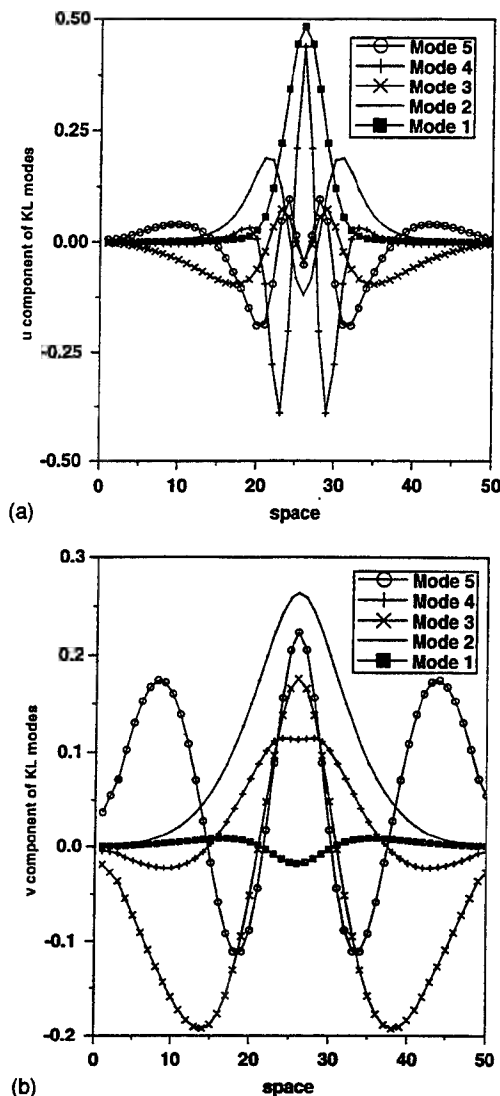 0.50
0.25
0.00
-0.25
-0.50
u component of KL modes
Mode 5
Mode 4
Mode 3
Mode 2
Mode 1
0 10 20 30 40 50
space
(a)
0.3
0.2
0.1
0.0
-0.1
-0.2
v component of KL modes
Mode 5
Mode 4
Mode 3
Mode 2
Mode 1
0 10 20 30 40 50
space
(b)